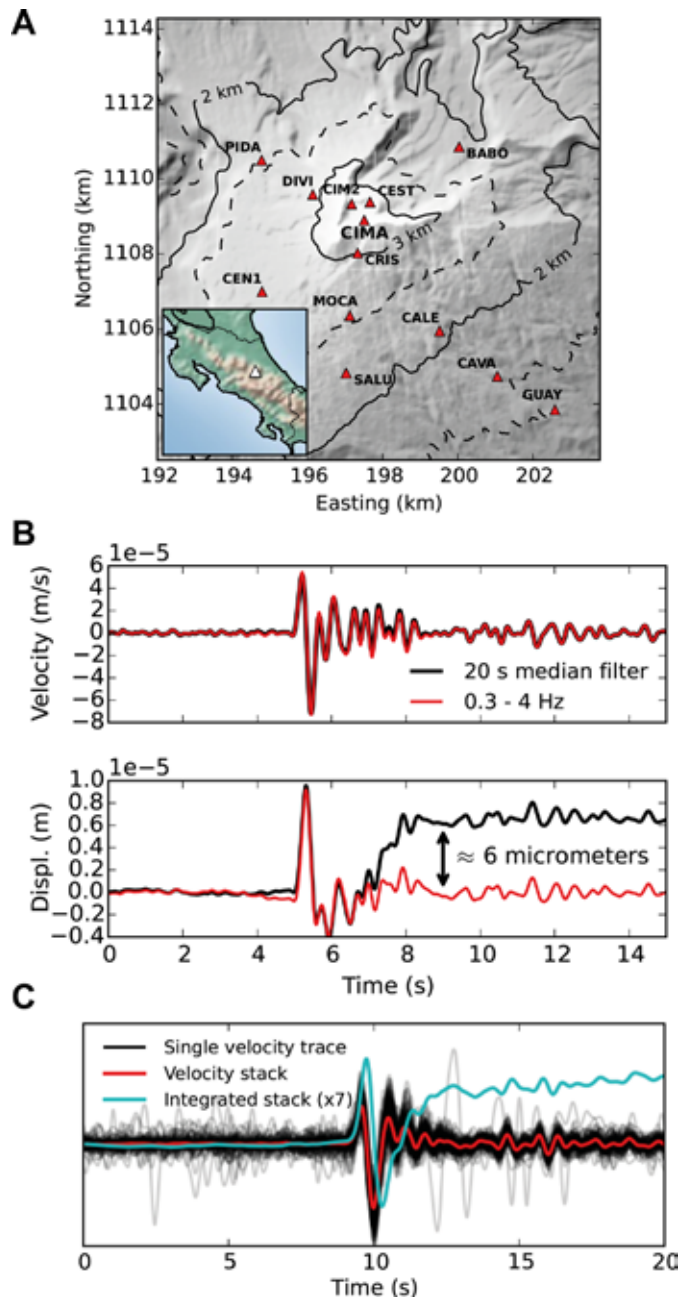 A
1114
1112
1110
1108
1106
1104
Northing (km)
2 km
PIDA
BABO
DIVI
CIM2
CEST
CIMA
3 km
CRIS
2 km
CEN1
MOCA
CALE
SALU
CAVA
GUAY
192 194 196 198 200 202
Easting (km)
B
1e−5
6
4
2
0
−2
−4
−6
−8
Velocity (m/s)
20 s median filter
0.3 - 4 Hz
1e−5
1.0
0.8
0.6
0.4
0.2
0.0
−0.2
−0.4
Displ. (m)
≈ 6 micrometers
0 2 4 6 8 10 12 14
Time (s)
C
Single velocity trace
Velocity stack
Integrated stack (x7)
0 5 10 15 20
Time (s)